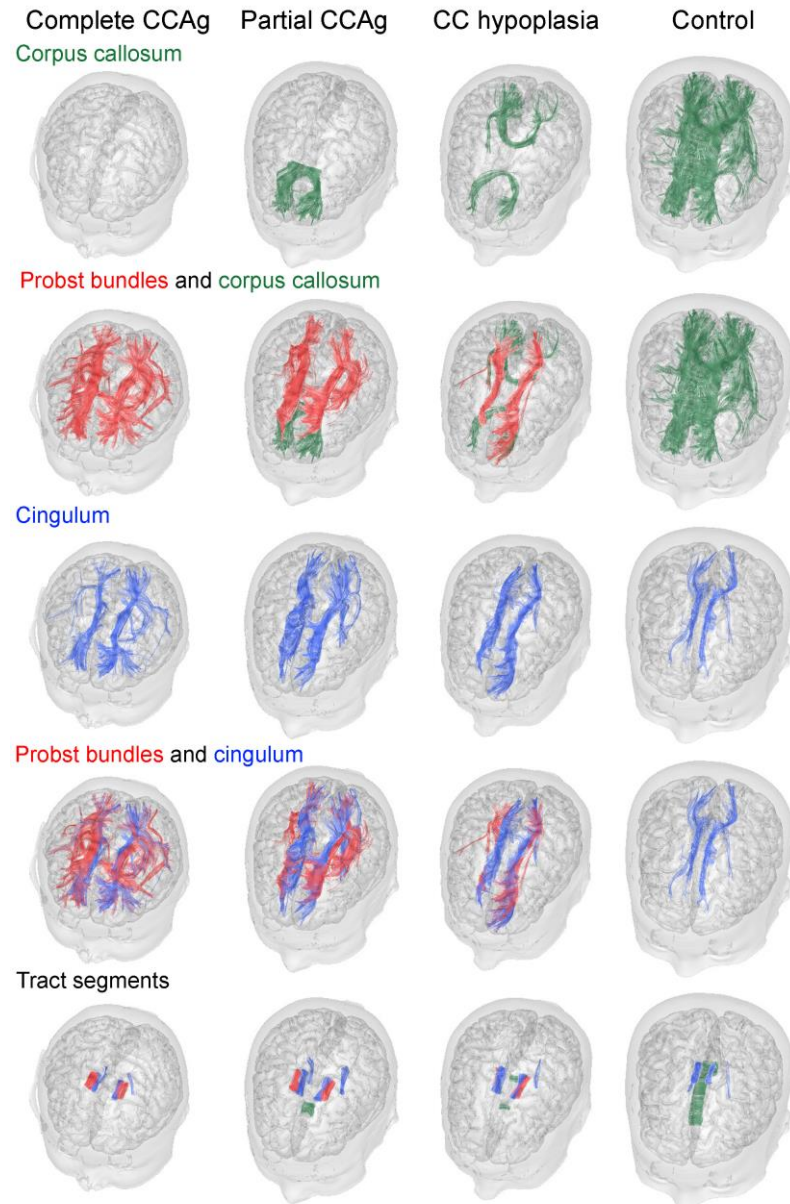 Complete CCAg Partial CCAg CC hypoplasia Control
Corpus callosum
Probst bundles and corpus callosum
Cingulum
Probst bundles and cingulum
Tract segments